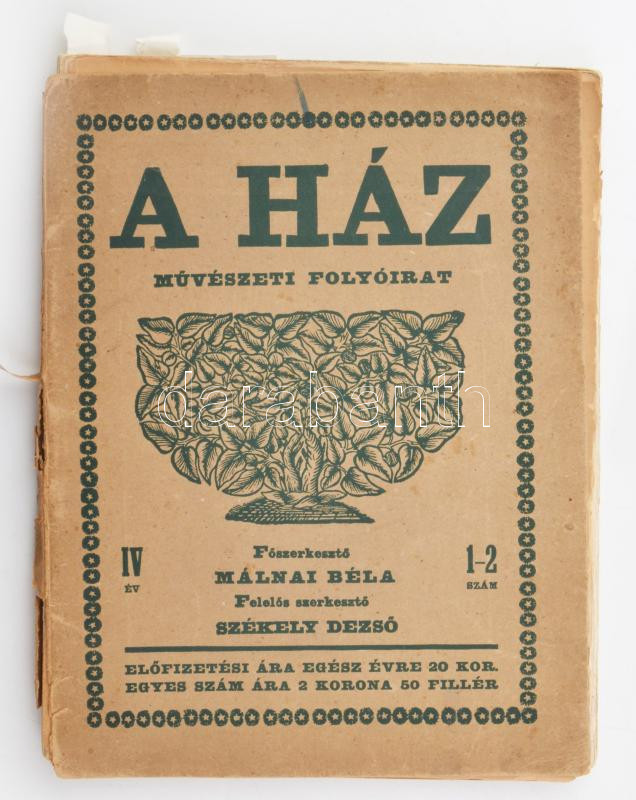 A HÁZ
MŰVÉSZETI FOLYÓIRAT
darabanth
IV
ÉV
Főszerkesztő
MÁLNAI BÉLA
Felelős szerkesztő
SZÉKELY DEZSŐ
1-2
SZÁM
ELŐFIZETÉSI ÁRA EGÉSZ ÉVRE 20 KOR.
EGYES SZÁM ÁRA 2 KORONA 50 FILLÉR